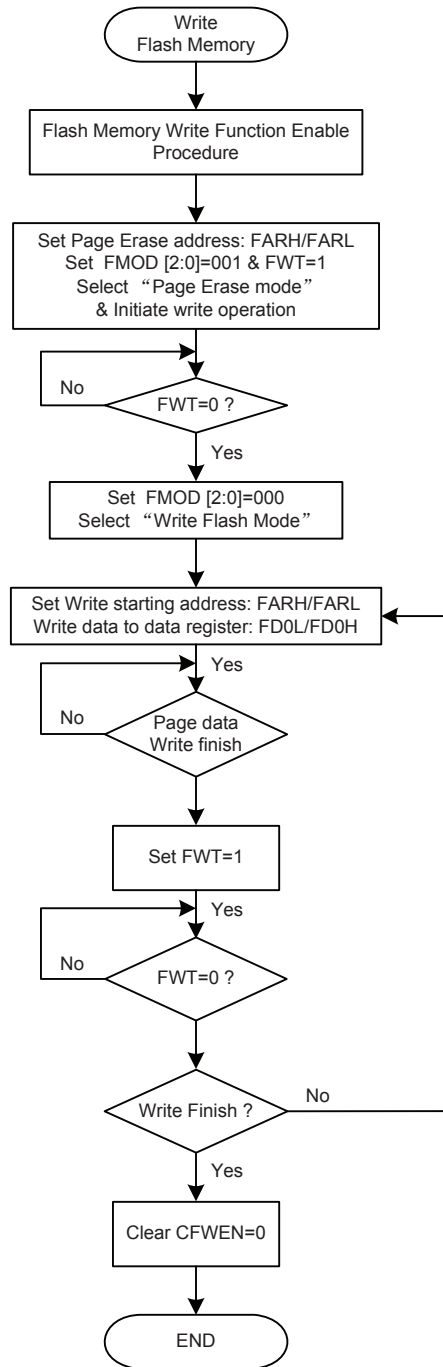 Write
Flash Memory
Flash Memory Write Function Enable
Procedure
Set Page Erase address: FARH/FARL
Set FMOD [2:0]=001 & FWT=1
Select “Page Erase mode”
& Initiate write operation
No
FWT=0 ?
Yes
Set FMOD [2:0]=000
Select “Write Flash Mode”
Set Write starting address: FARH/FARL
Write data to data register: FD0L/FD0H
Yes
No
Page data
Write finish
Set FWT=1
Yes
No
FWT=0 ?
Write Finish ?
No
Yes
Clear CFWEN=0
END